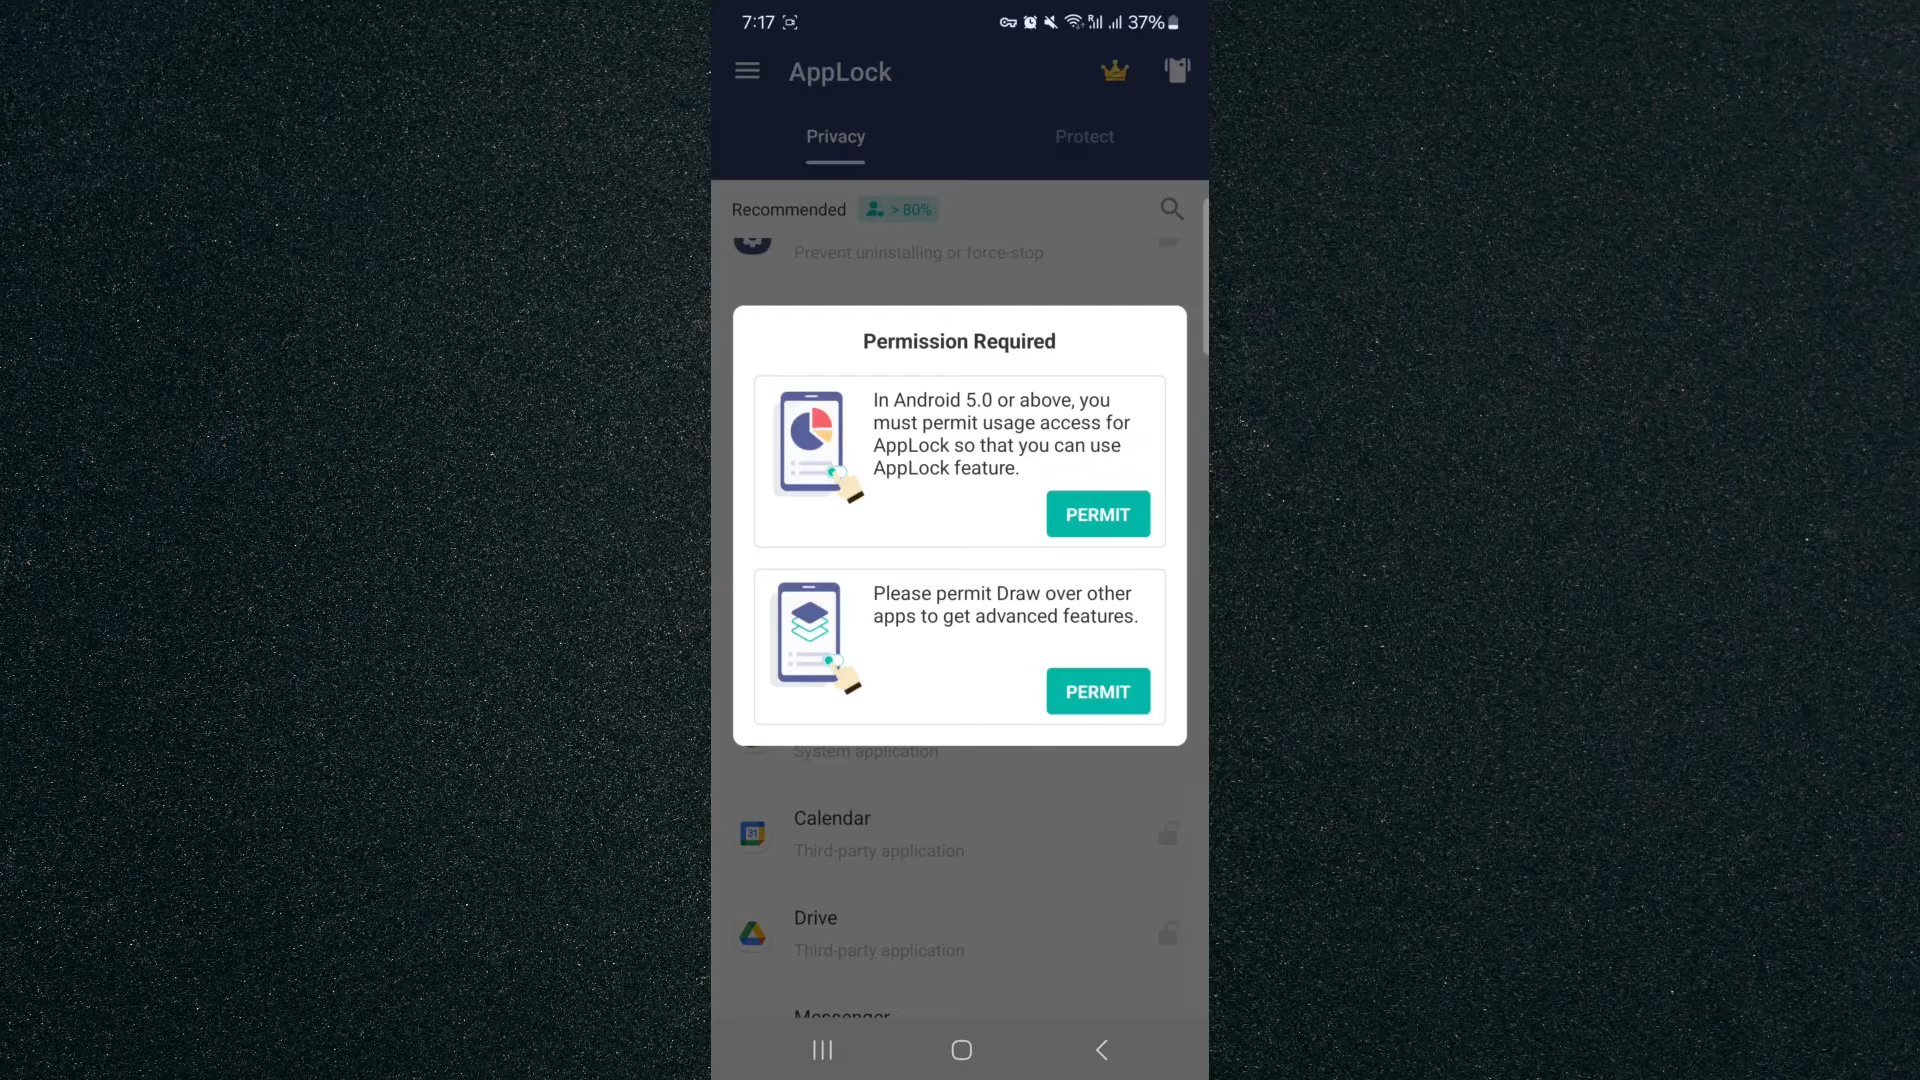 7:17 37%
AppLock
Privacy Protect
Recommended > 80%
Prevent uninstalling or force-stop
Permission Required
In Android 5.0 or above, you
must permit usage access for
AppLock so that you can use
AppLock feature.
PERMIT
Please permit Draw over other
apps to get advanced features.
PERMIT
System application
Calendar
31
Third-party application
Drive
Third-party application
Messenger